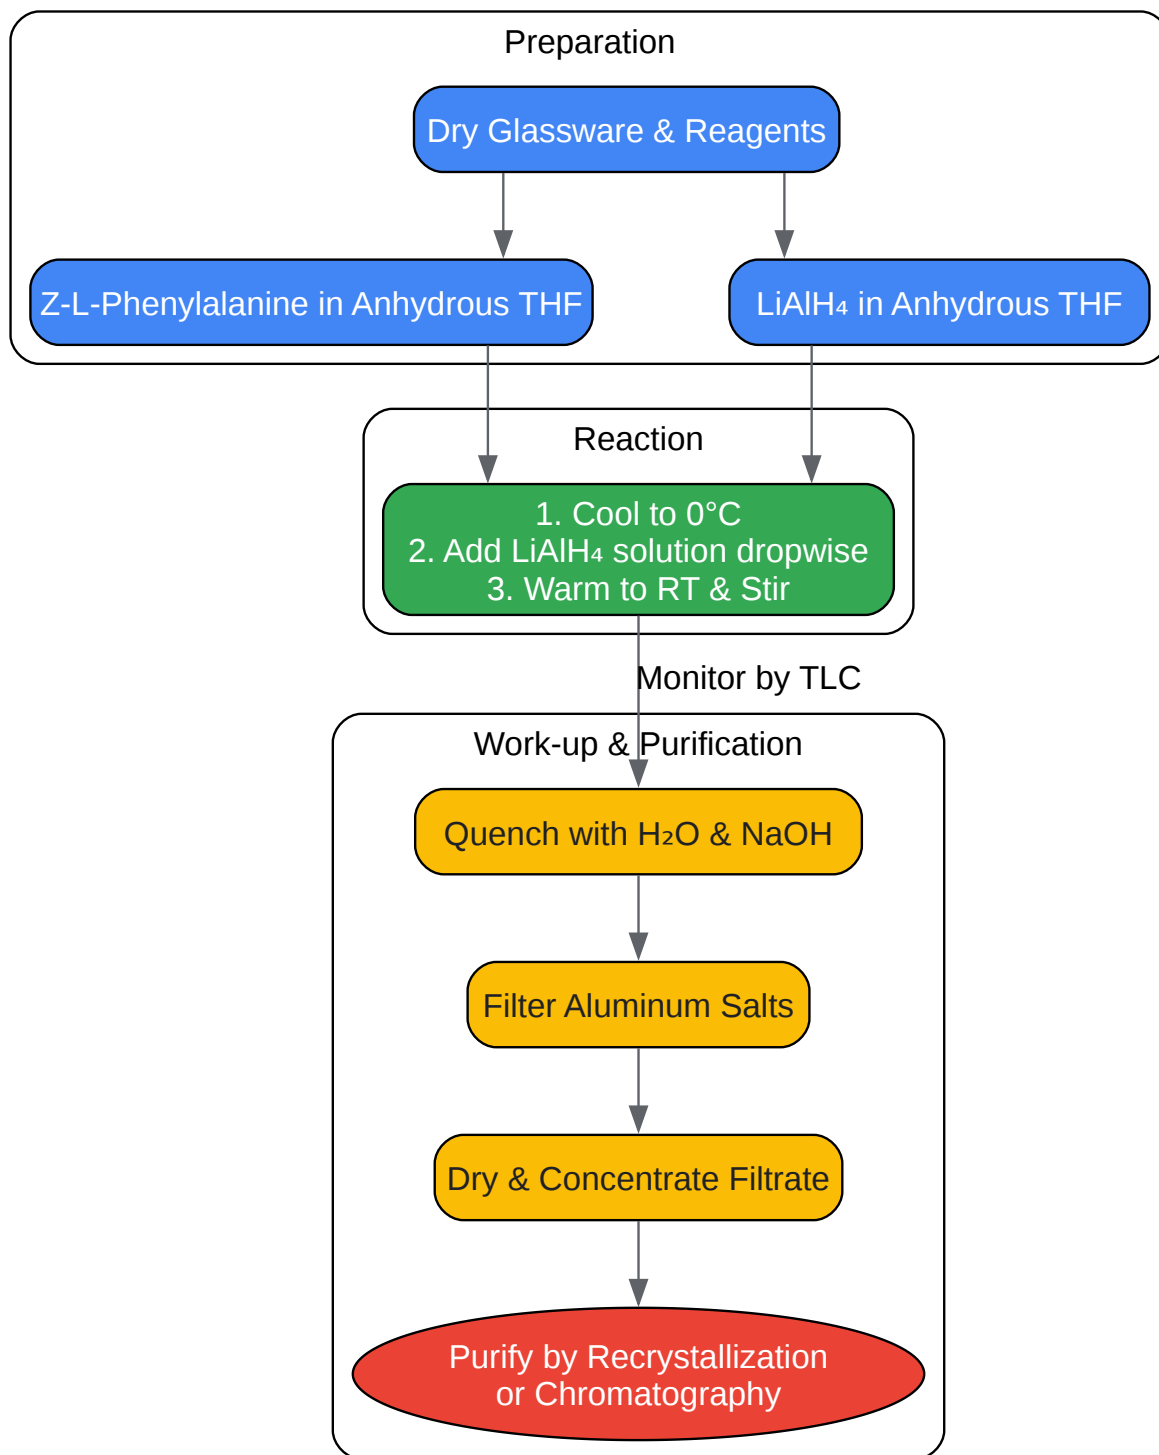 Preparation
Dry Glassware & Reagents
Z-L-Phenylalanine in Anhydrous THF
LiAlH₄ in Anhydrous THF
Reaction
1. Cool to 0°C
2. Add LiAlH₄ solution dropwise
3. Warm to RT & Stir
Monitor by TLC
Work-up & Purification
Quench with H₂O & NaOH
Filter Aluminum Salts
Dry & Concentrate Filtrate
Purify by Recrystallization
or Chromatography